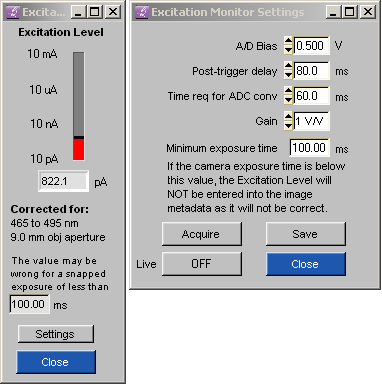 Excita...
Excitation Level
10 mA
10 uA
10 nA
10 pA
822.1 pA
Corrected for:
465 to 495 nm
9.0 mm obj aperture
The value may be
wrong for a snapped
exposure of less than
100.00 ms
Settings
Close
Excitation Monitor Settings
A/D Bias 0.500 V
Post-trigger delay 80.0 ms
Time req for ADC conv 60.0 ms
Gain 1 V/V
Minimum exposure time 100.00 ms
If the camera exposure time is below
this value, the Excitation Level will
NOT be entered into the image
metadata as it will not be correct.
Acquire Save
Live OFF Close